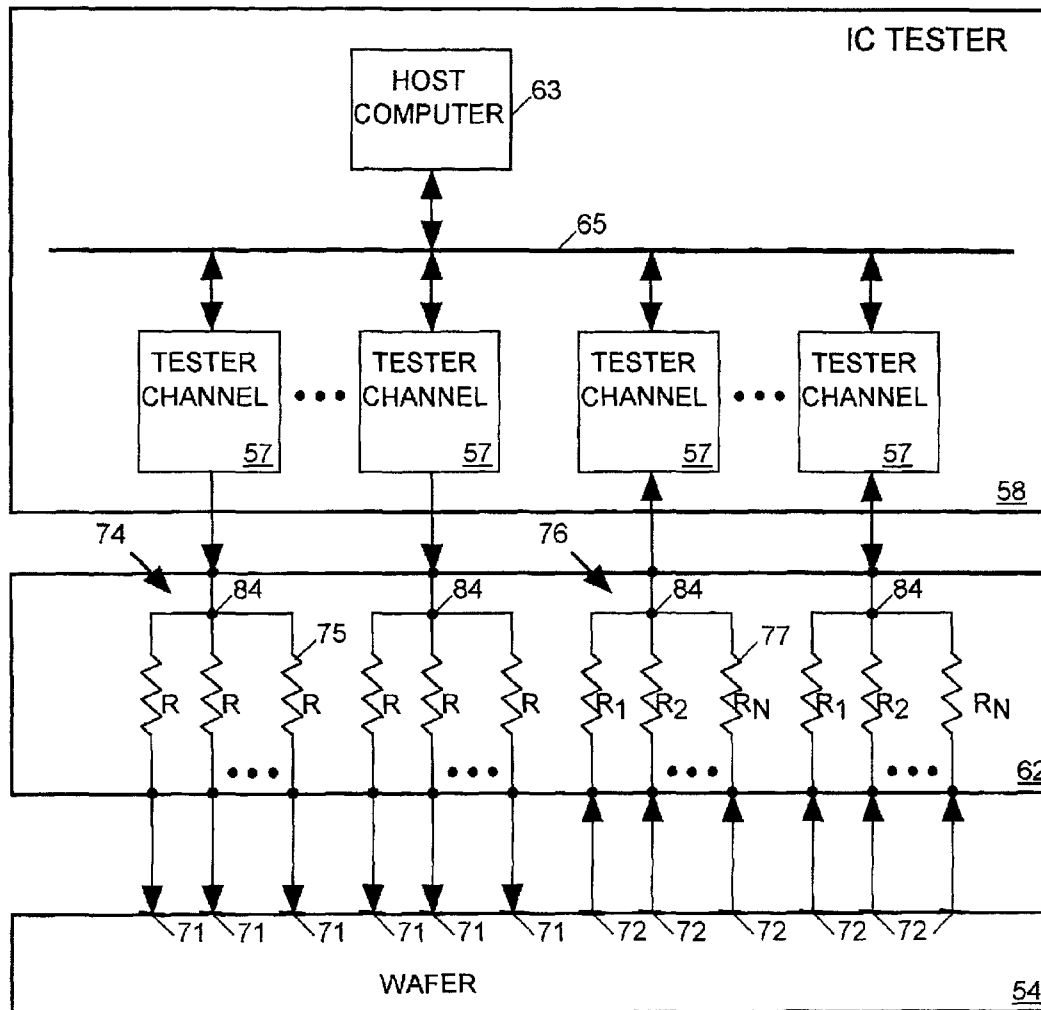 IC TESTER
HOST
COMPUTER
63
65
TESTER
CHANNEL
57
TESTER
CHANNEL
57
TESTER
CHANNEL
57
TESTER
CHANNEL
57
58
74
76
84
84
84
84
75
77
R
R
R
R
R
R
R1
R2
RN
R1
R2
RN
62
71
71
71
71
71
71
72
72
72
72
72
72
WAFER
54